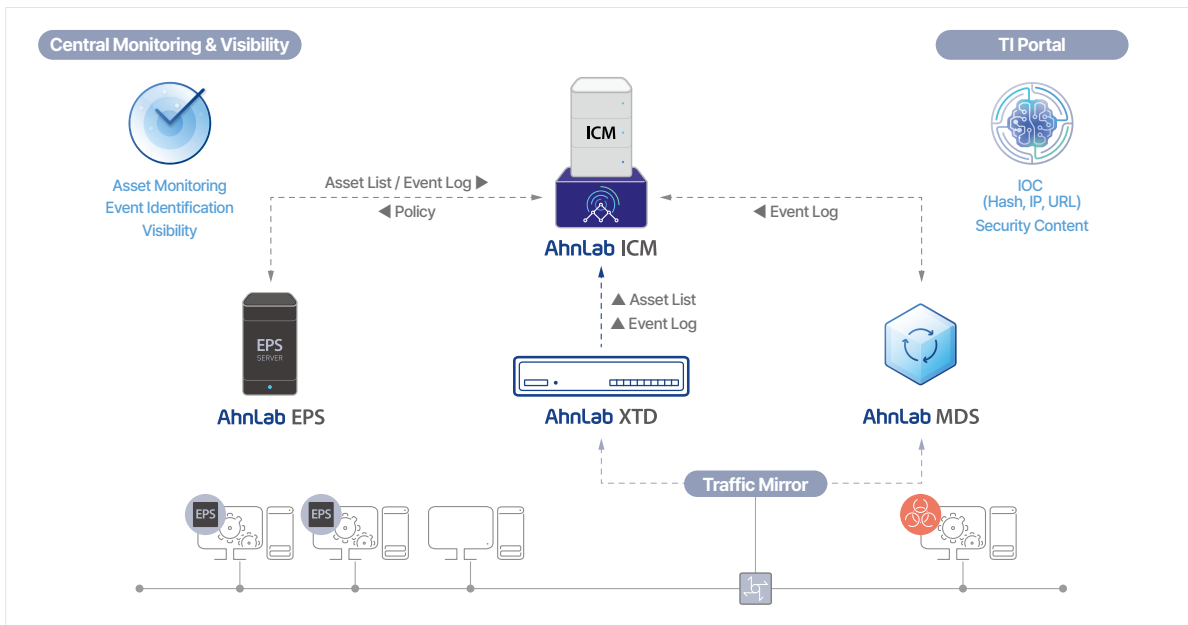 Central Monitoring & Visibility
TI Portal
ICM
Asset Monitoring
Event Identification
Visibility
Asset List / Event Log ▶
◀ Policy
◀ Event Log
IOC
(Hash, IP, URL)
Security Content
AhnLab ICM
▲ Asset List
▲ Event Log
EPS
SERVER
AhnLab EPS
AhnLab XTD
AhnLab MDS
Traffic Mirror
EPS
EPS